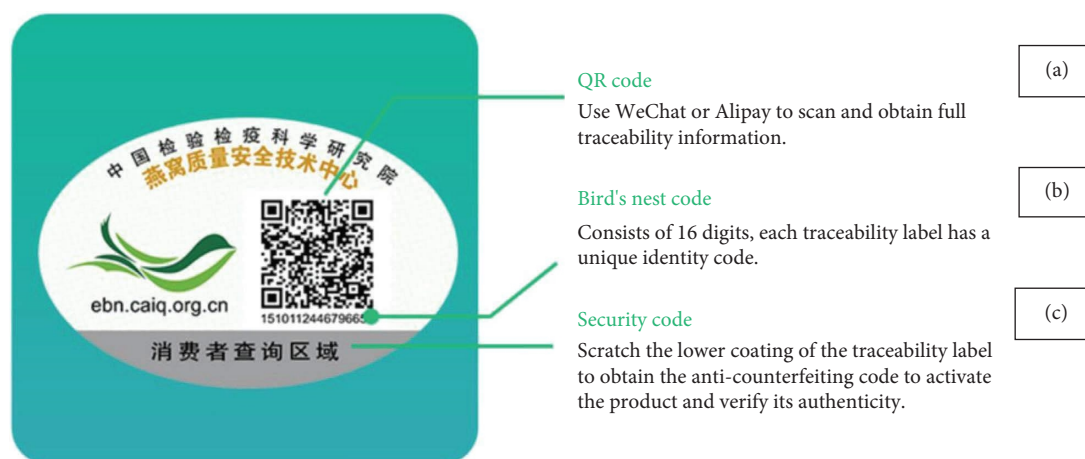 中国检验检疫科学研究院
燕窝质量安全技术中心
ebn.caiq.org.cn
消费者查询区域
QR code
Use WeChat or Alipay to scan and obtain full
traceability information.
(a)
Bird's nest code
Consists of 16 digits, each traceability label has a
unique identity code.
(b)
Security code
Scratch the lower coating of the traceability label
to obtain the anti-counterfeiting code to activate
the product and verify its authenticity.
(c)